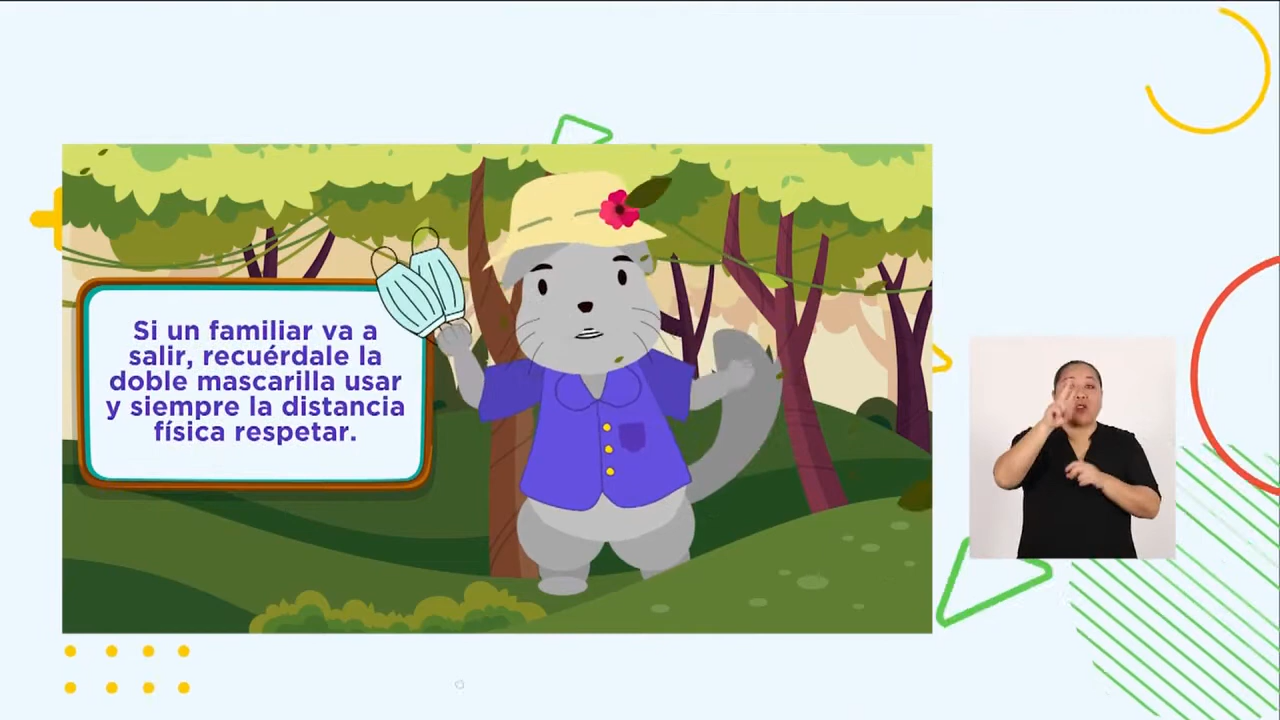 Si un familiar va a
salir, recuérdale la
doble mascarilla usar
y siempre la distancia
física respetar.